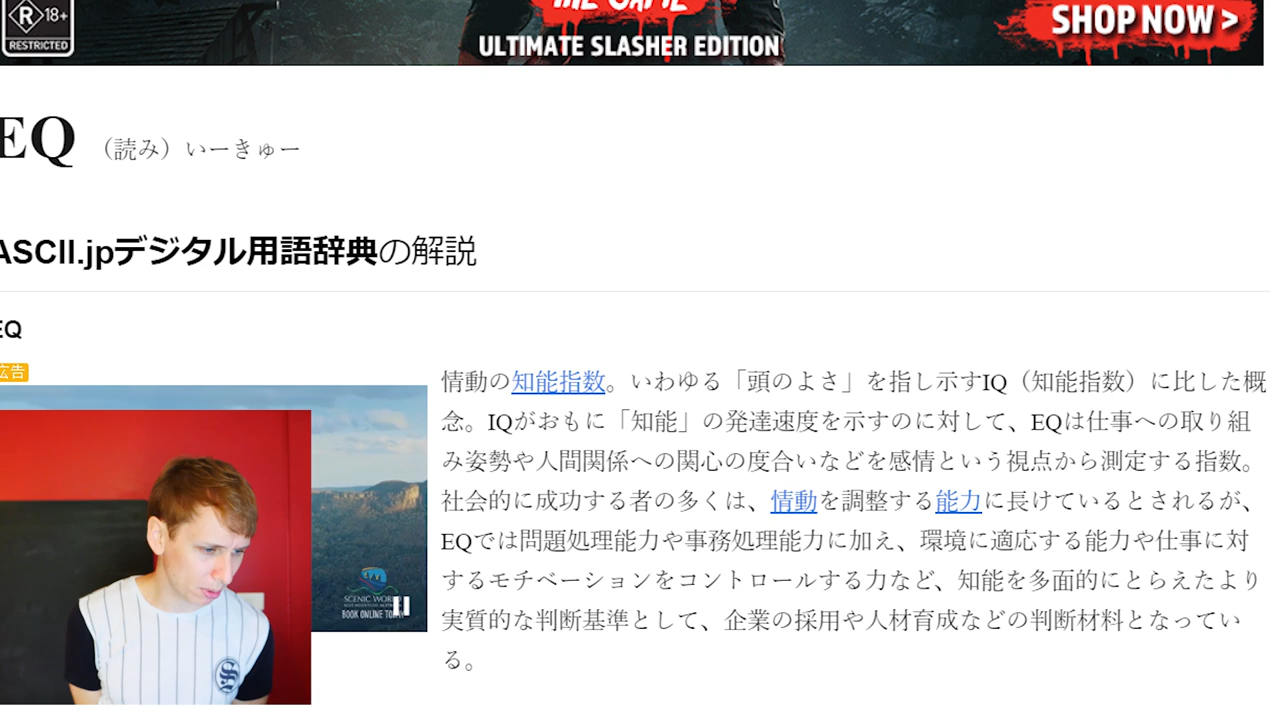 THE GAME
R 18+
RESTRICTED
ULTIMATE SLASHER EDITION
SHOP NOW >
EQ （読み）いーきゅー
ASCII.jpデジタル用語辞典の解説
EQ
広告
情動の知能指数。いわゆる「頭のよさ」を指し示すIQ（知能指数）に比した概
念。IQがおもに「知能」の発達速度を示すのに対して、EQは仕事への取り組
み姿勢や人間関係への関心の度合いなどを感情という視点から測定する指数。
社会的に成功する者の多くは、情動を調整する能力に長けているとされるが、
EQでは問題処理能力や事務処理能力に加え、環境に適応する能力や仕事に対
するモチベーションをコントロールする力など、知能を多面的にとらえたより
実質的な判断基準として、企業の採用や人材育成などの判断材料となってい
る。
SCENIC WORLD
BOOK ONLINE TODAY
S